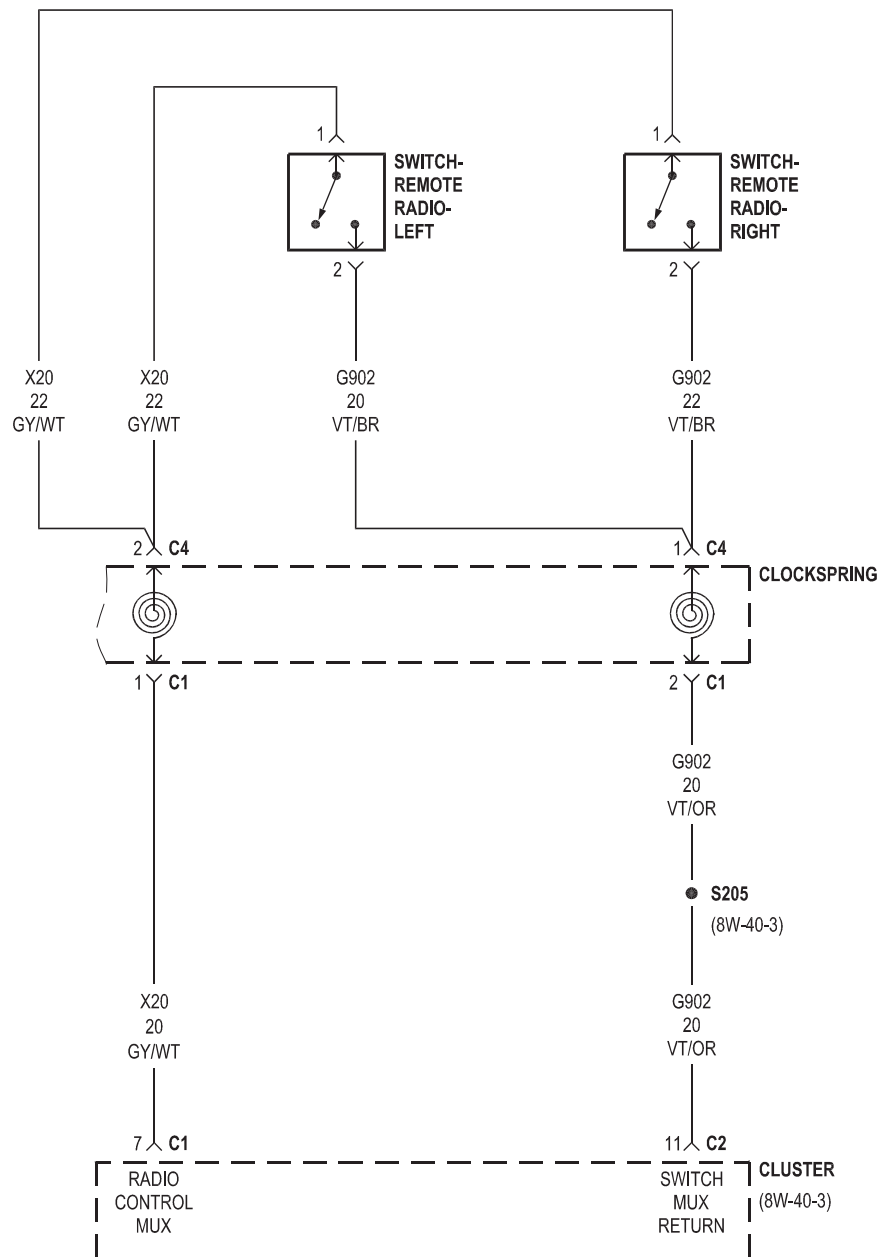 1
SWITCH-
REMOTE
RADIO-
LEFT
2
1
SWITCH-
REMOTE
RADIO-
RIGHT
2
X20
22
GY/WT
X20
22
GY/WT
G902
20
VT/BR
G902
22
VT/BR
2 C4
1 C4
CLOCKSPRING
1 C1
2 C1
G902
20
VT/OR
S205
(8W-40-3)
X20
20
GY/WT
G902
20
VT/OR
7 C1
11 C2
RADIO
CONTROL
MUX
SWITCH
MUX
RETURN
CLUSTER
(8W-40-3)